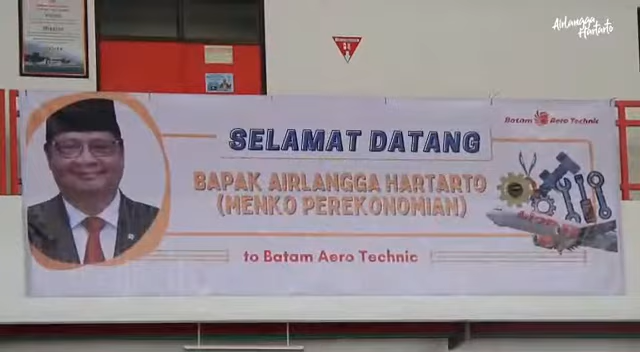 Airlangga
Hartarto
Batam Aero Technic
SELAMAT DATANG
BAPAK AIRLANGGA HARTARTO
(MENKO PEREKONOMIAN)
to Batam Aero Technic